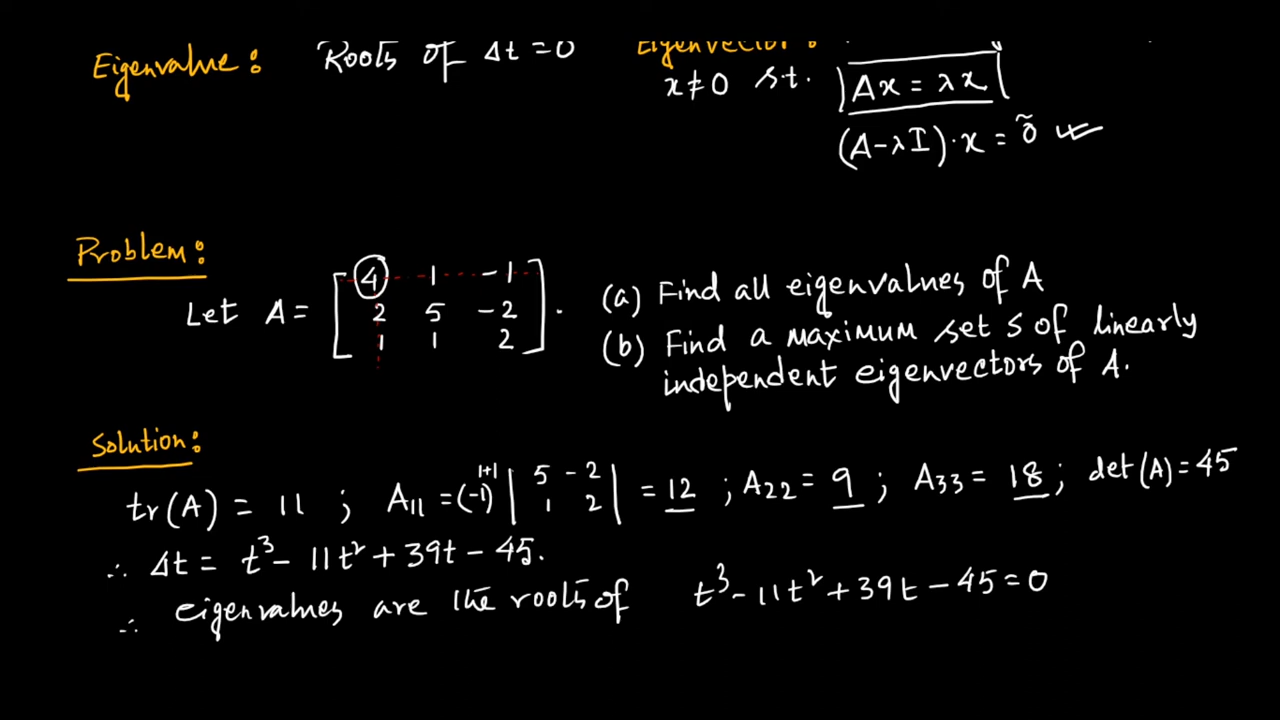 Eigenvalue: Roots of Δt = 0 Eigenvector:
x ≠ 0 s.t. Ax = λx
(A-λI)·x = õ
Problem:
Let A = [4 1 -1
2 5 -2
1 1 2].
(a) Find all eigenvalues of A
(b) Find a maximum set S of linearly
independent eigenvectors of A.
Solution:
tr(A) = 11 ; A11 = (-1)^1+1 |5 -2
1 2| = 12 ; A22 = 9 ; A33 = 18 ; det(A) = 45
∴ Δt = t³ - 11t² + 39t - 45.
∴ eigenvalues are the roots of t³ - 11t² + 39t - 45 = 0